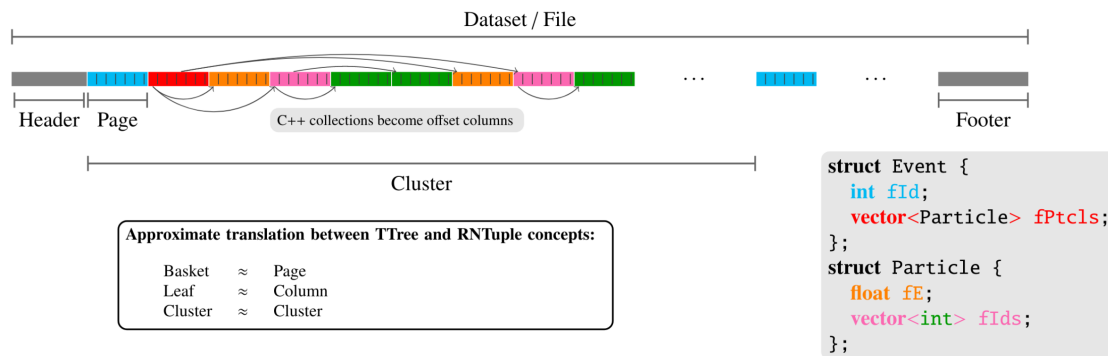 Dataset / File
... ...
Header Page Footer
C++ collections become offset columns
Cluster
Approximate translation between TTree and RNTuple concepts:
Basket ≈ Page
Leaf ≈ Column
Cluster ≈ Cluster
struct Event {
int fId;
vector<Particle> fPtcls;
};
struct Particle {
float fE;
vector<int> fIds;
};